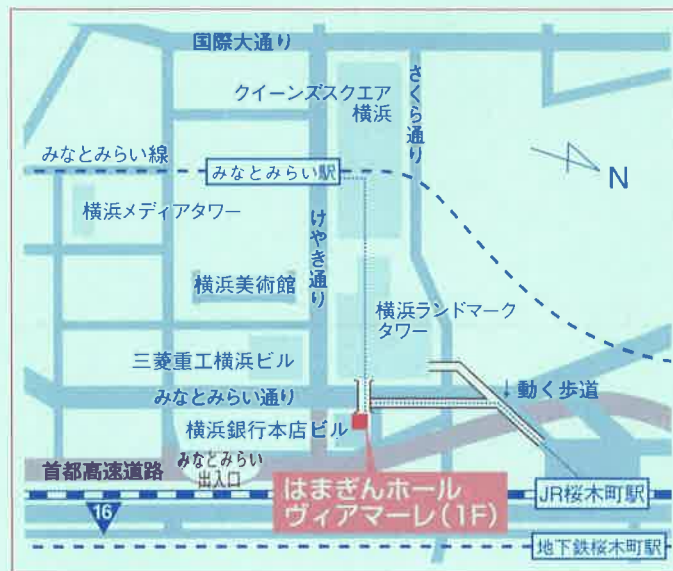 国際大通り
クイーンズスクエア
横浜
さくら通り
みなとみらい線
みなとみらい駅
N
横浜メディアタワー
けやき通り
横浜美術館
横浜ランドマーク
タワー
三菱重工横浜ビル
みなとみらい通り
↓動く歩道
横浜銀行本店ビル
首都高速道路
みなとみらい
出入口
はまぎんホール
ヴィアマーレ(1F)
16
JR桜木町駅
地下鉄桜木町駅